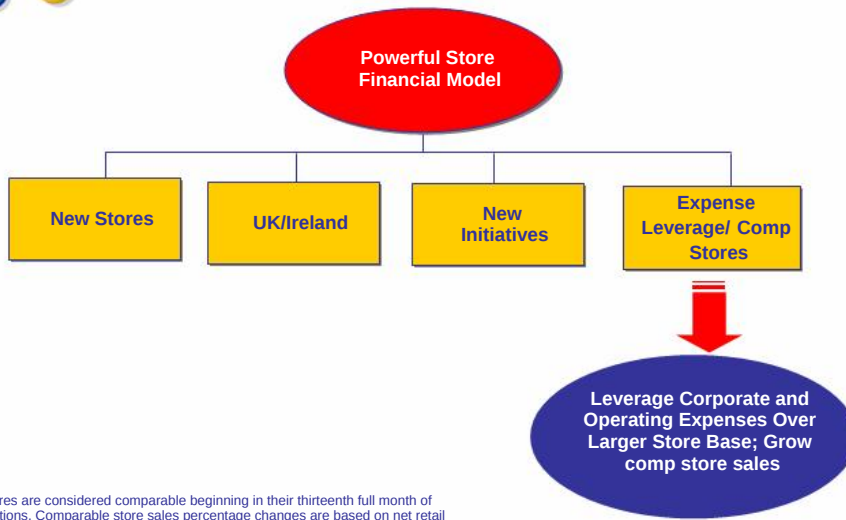 Powerful Store
Financial Model
New Stores
UK/Ireland
New
Initiatives
Expense
Leverage/ Comp
Stores
Leverage Corporate and
Operating Expenses Over
Larger Store Base; Grow
comp store sales
are considered comparable beginning in their thirteenth full month of
Comparable store sales percentage changes are based on net retail